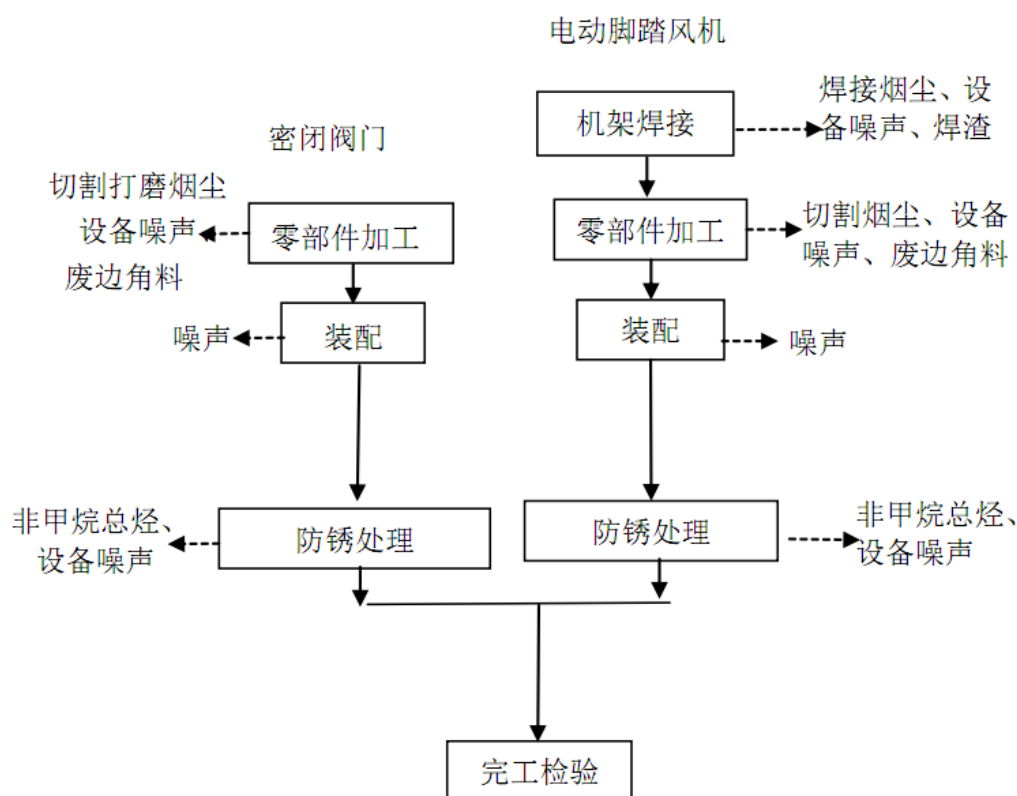 电动脚踏风机
焊接烟尘、设
备噪声、焊渣
机架焊接
密闭阀门
切割打磨烟尘
设备噪声
废边角料
零部件加工
零部件加工
切割烟尘、设备
噪声、废边角料
噪声
装配
装配
噪声
非甲烷总烃、
设备噪声
防锈处理
防锈处理
非甲烷总烃、
设备噪声
完工检验